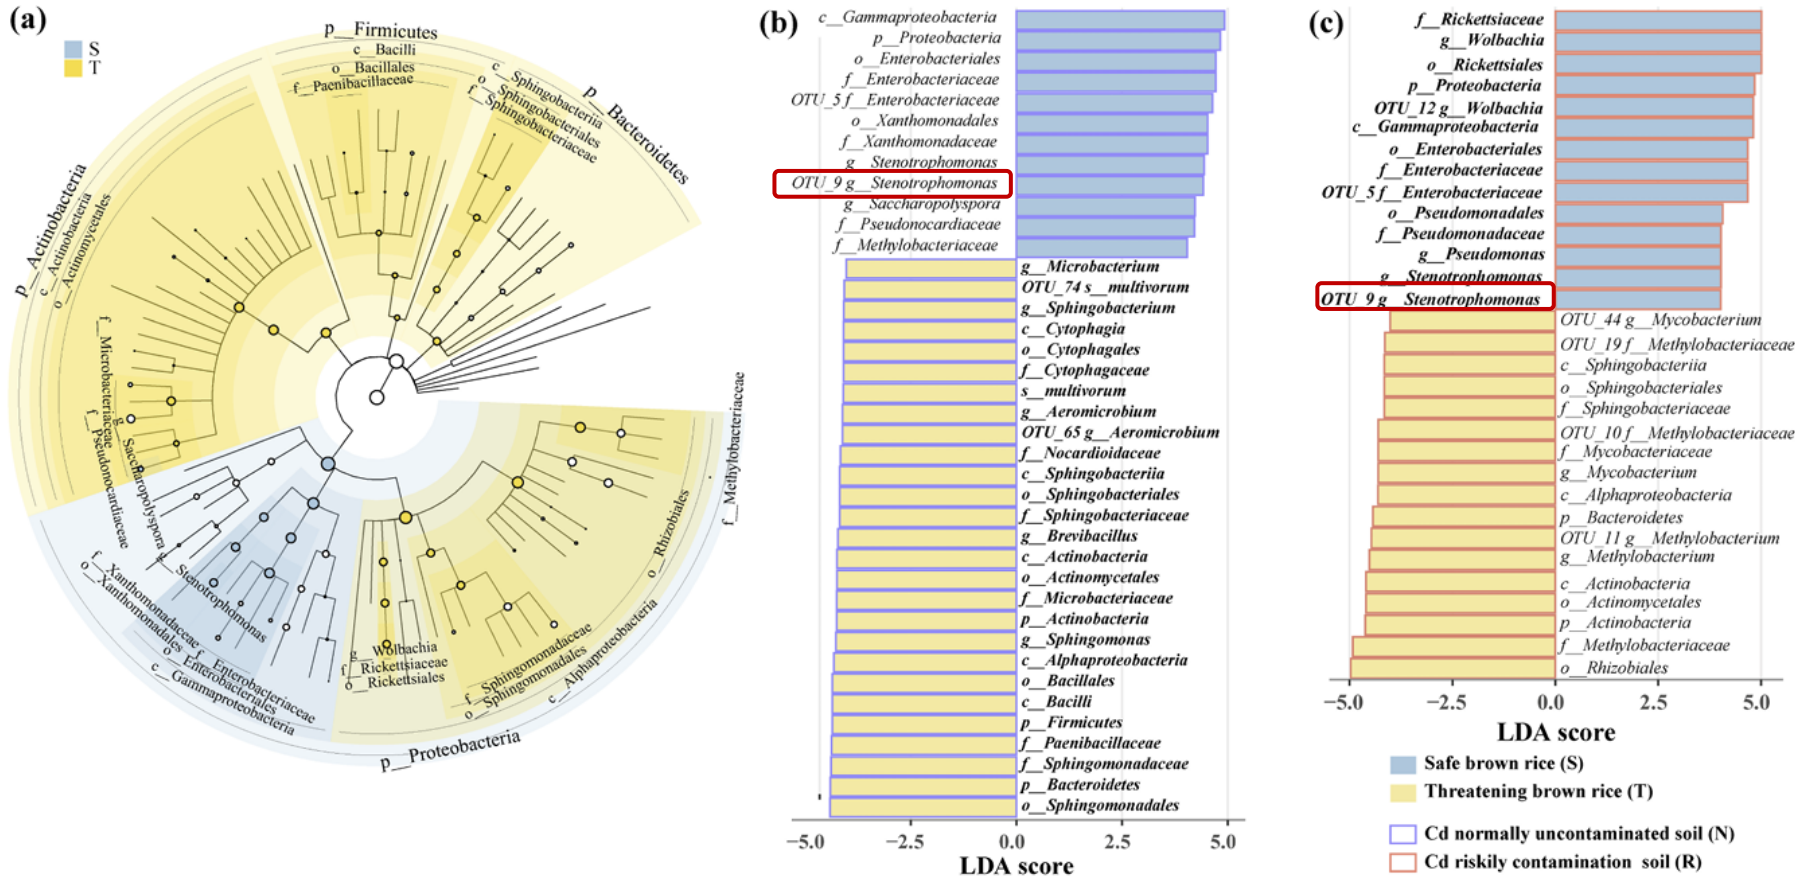 (a)
S
T
p__Firmicutes
c__Bacilli
o__Bacillales
f__Paenibacillaceae
c__Sphingobacteriia
o__Sphingobacteriales
f__Sphingobacteriaceae
p__Bacteroidetes
p__Actinobacteria
c__Actinobacteria
o__Actinomycetales
f__Microbacteriaceae
g__Saccharopolyspora
f__Pseudonocardiaceae
g__Stenotrophomonas
f__Xanthomonadaceae
o__Xanthomonadales
f__Enterobacteriaceae
o__Enterobacteriales
c__Gammaproteobacteria
g__Wolbachia
f__Rickettsiaceae
o__Rickettsiales
f__Sphingomonadaceae
o__Sphingomonadales
c__Alphaproteobacteria
o__Rhizobiales
f__Methylobacteriaceae
p__Proteobacteria
(b)
c__Gammaproteobacteria
p__Proteobacteria
o__Enterobacteriales
f__Enterobacteriaceae
OTU_5 f__Enterobacteriaceae
o__Xanthomonadales
f__Xanthomonadaceae
g__Stenotrophomonas
OTU_9 g__Stenotrophomonas
g__Saccharopolyspora
f__Pseudonocardiaceae
f__Methylobacteriaceae
g__Microbacterium
OTU_74 s__multivorum
g__Sphingobacterium
c__Cytophagia
o__Cytophagales
f__Cytophagaceae
s__multivorum
g__Aeromicrobium
OTU_65 g__Aeromicrobium
f__Nocardioidaceae
c__Sphingobacteriia
o__Sphingobacteriales
f__Sphingobacteriaceae
g__Brevibacillus
c__Actinobacteria
o__Actinomycetales
f__Microbacteriaceae
p__Actinobacteria
g__Sphingomonas
c__Alphaproteobacteria
o__Bacillales
c__Bacilli
p__Firmicutes
f__Paenibacillaceae
f__Sphingomonadaceae
p__Bacteroidetes
o__Sphingomonadales
−5.0 −2.5 0.0 2.5 5.0
LDA score
(c)
f__Rickettsiaceae
g__Wolbachia
o__Rickettsiales
p__Proteobacteria
OTU_12 g__Wolbachia
c__Gammaproteobacteria
o__Enterobacteriales
f__Enterobacteriaceae
OTU_5 f__Enterobacteriaceae
o__Pseudomonadales
f__Pseudomonadaceae
g__Pseudomonas
g__Stenotrophomonas
OTU_9 g__Stenotrophomonas
OTU_44 g__Mycobacterium
OTU_19 f__Methylobacteriaceae
c__Sphingobacteriia
o__Sphingobacteriales
f__Sphingobacteriaceae
OTU_10 f__Methylobacteriaceae
f__Mycobacteriaceae
g__Mycobacterium
c__Alphaproteobacteria
p__Bacteroidetes
OTU_11 g__Methylobacterium
g__Methylobacterium
c__Actinobacteria
o__Actinomycetales
p__Actinobacteria
f__Methylobacteriaceae
o__Rhizobiales
−5.0 −2.5 0.0 2.5 5.0
LDA score
Safe brown rice (S)
Threatening brown rice (T)
Cd normally uncontaminated soil (N)
Cd riskily contamination soil (R)